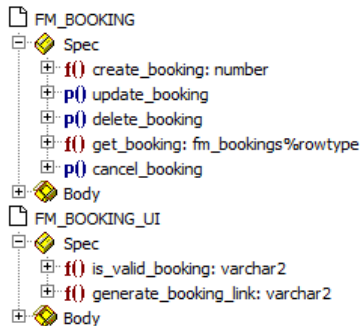 FM_BOOKING
Spec
f() create_booking: number
p() update_booking
p() delete_booking
f() get_booking: fm_bookings%rowtype
p() cancel_booking
Body
FM_BOOKING_UI
Spec
f() is_valid_booking: varchar2
f() generate_booking_link: varchar2
Body